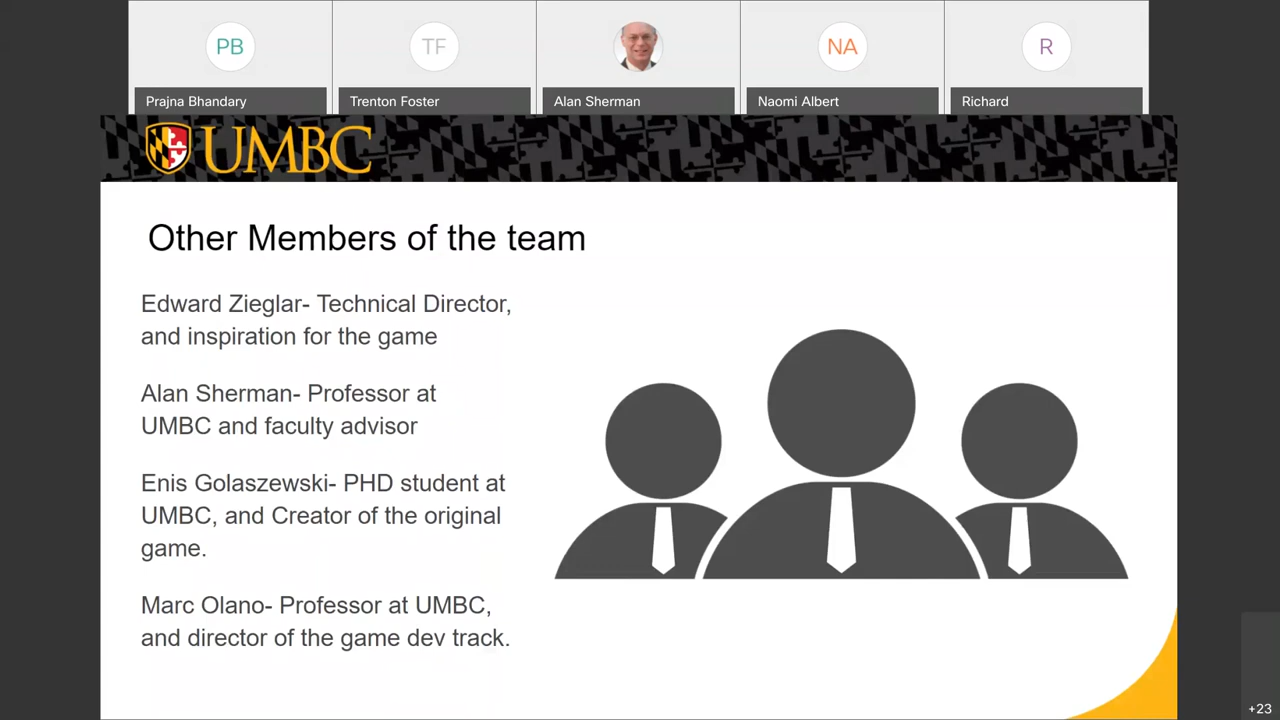 PB
TF
NA
R
Prajna Bhandary
Trenton Foster
Alan Sherman
Naomi Albert
Richard
UMBC
Other Members of the team
Edward Zieglar- Technical Director,
and inspiration for the game
Alan Sherman- Professor at
UMBC and faculty advisor
Enis Golaszewski- PHD student at
UMBC, and Creator of the original
game.
Marc Olano- Professor at UMBC,
and director of the game dev track.
+23